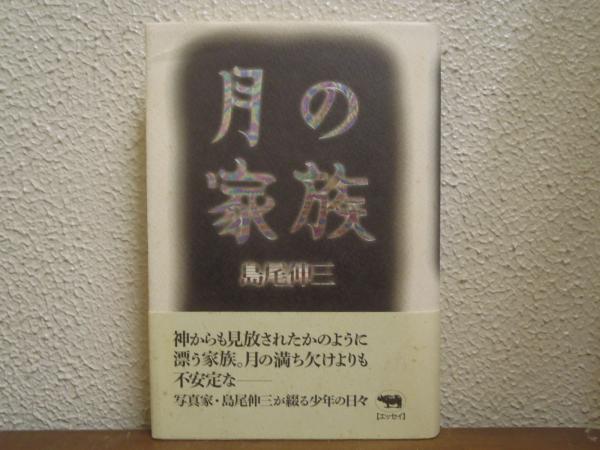 月の
家族
島尾伸三
神からも見放されたかのように
漂う家族。月の満ち欠けよりも
不安定な――
写真家・島尾伸三が綴る少年の日々
[エッセイ]